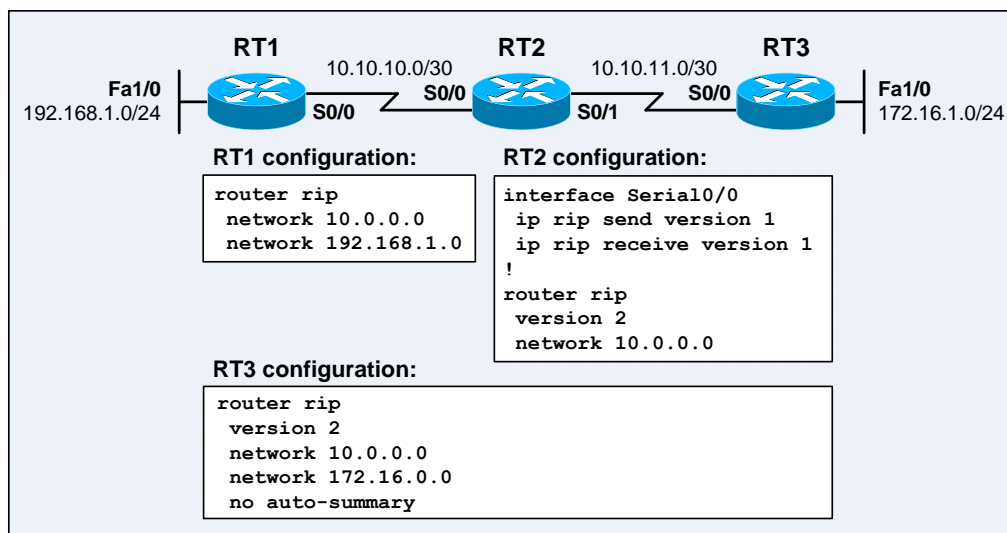 RT1
RT2
RT3
10.10.10.0/30
10.10.11.0/30
Fa1/0
192.168.1.0/24
S0/0
S0/0
S0/1
S0/0
Fa1/0
172.16.1.0/24
RT1 configuration:
router rip
network 10.0.0.0
network 192.168.1.0
RT2 configuration:
interface Serial0/0
ip rip send version 1
ip rip receive version 1
!
router rip
version 2
network 10.0.0.0
RT3 configuration:
router rip
version 2
network 10.0.0.0
network 172.16.0.0
no auto-summary